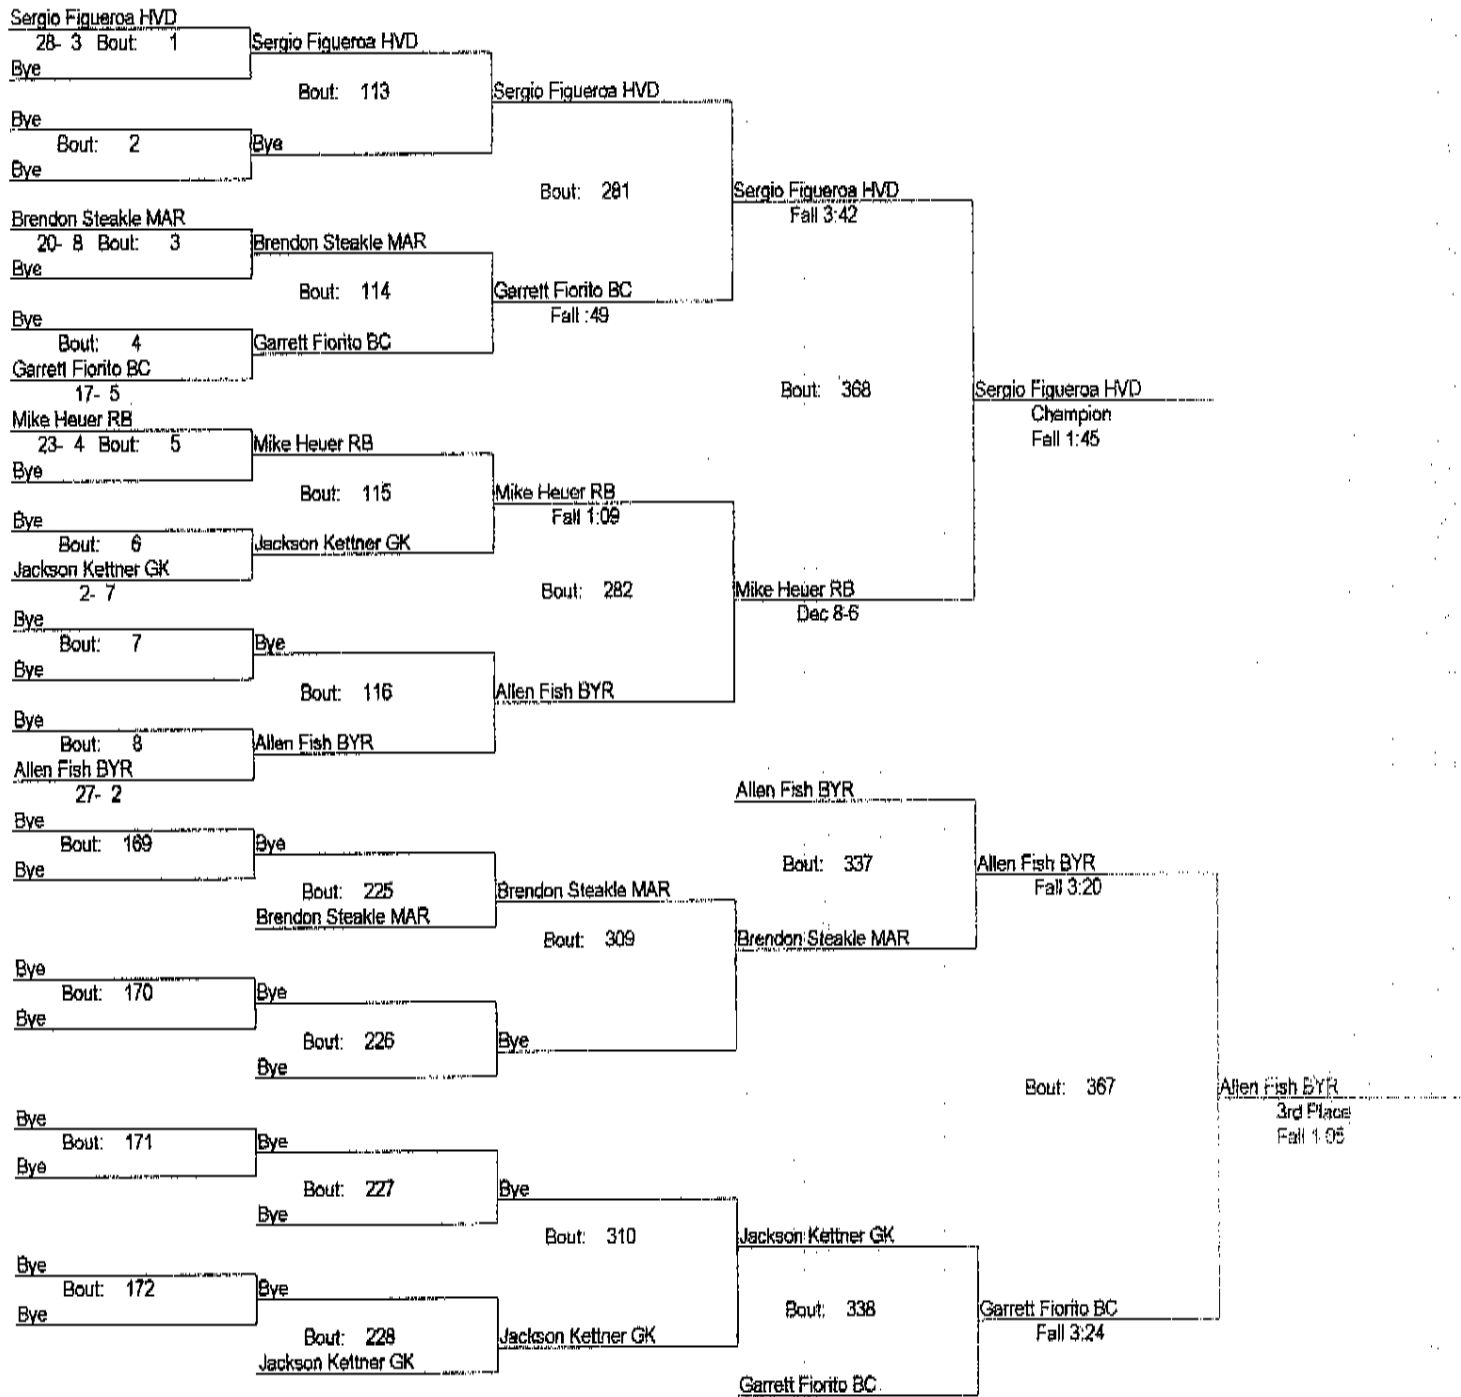 Sergio Figueroa HVD
28- 3 Bout: 1
Sergio Figueroa HVD
Bye
Bout: 113
Sergio Figueroa HVD
Bye
Bout: 2
Bye
Bye
Bout: 281
Sergio Figueroa HVD
Fall 3:42
Brendon Steakle MAR
20- 8 Bout: 3
Brendon Steakle MAR
Bye
Bout: 114
Garrett Fiorito BC
Fall :49
Bye
Bout: 4
Garrett Fiorito BC
Garrett Fiorito BC
17- 5
Bout: 368
Sergio Figueroa HVD
Champion
Fall 1:45
Mike Heuer RB
23- 4 Bout: 5
Mike Heuer RB
Bye
Bout: 115
Mike Heuer RB
Fall 1:09
Bye
Bout: 6
Jackson Kettner GK
Jackson Kettner GK
2- 7
Bout: 282
Mike Heuer RB
Dec 8-6
Bye
Bout: 7
Bye
Bye
Bout: 116
Allen Fish BYR
Bye
Bout: 8
Allen Fish BYR
Allen Fish BYR
27- 2
Allen Fish BYR
Bye
Bout: 169
Bye
Bye
Bout: 337
Allen Fish BYR
Fall 3:20
Bout: 225
Brendon Steakle MAR
Brendon Steakle MAR
Bout: 309
Brendon Steakle MAR
Bye
Bout: 170
Bye
Bye
Bout: 226
Bye
Bye
Bout: 367
Allen Fish BYR
3rd Place
Fall 1:05
Bye
Bout: 171
Bye
Bye
Bout: 227
Bye
Bye
Bout: 310
Jackson Kettner GK
Bye
Bout: 172
Bye
Bye
Bout: 338
Garrett Fiorito BC
Fall 3:24
Bout: 228
Jackson Kettner GK
Jackson Kettner GK
Garrett Fiorito BC